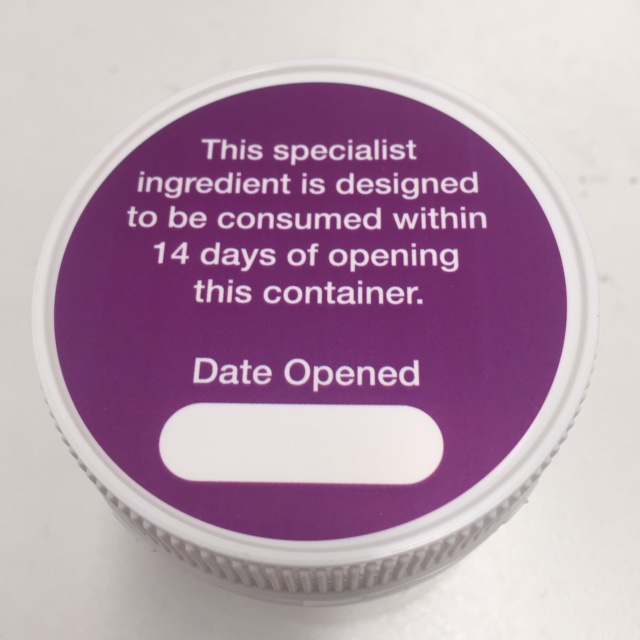 This specialist
ingredient is designed
to be consumed within
14 days of opening
this container.
Date Opened